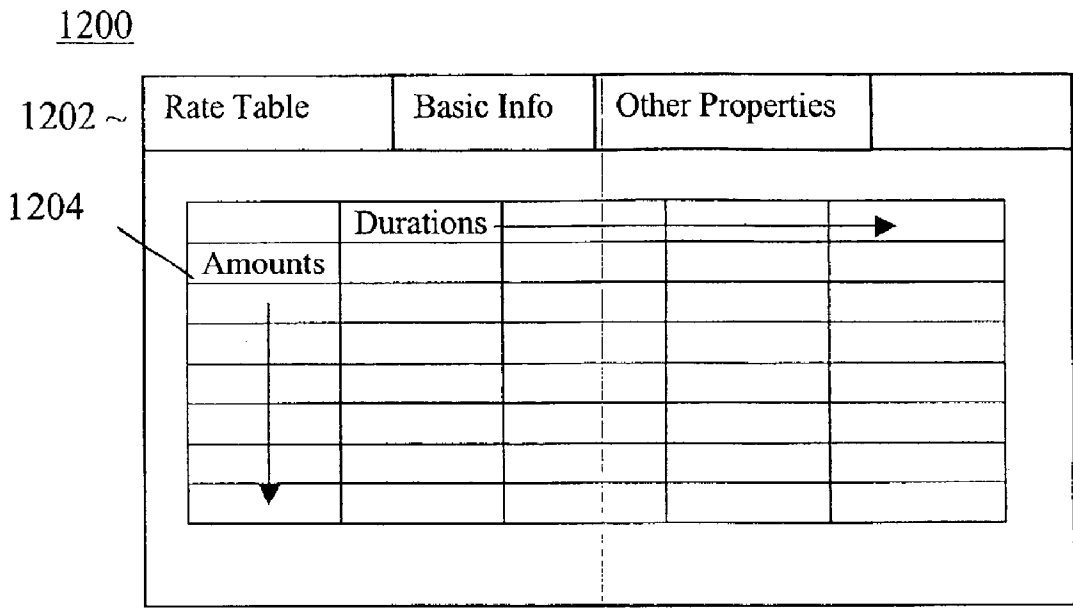 1200
1202 ~ Rate Table Basic Info Other Properties
1204
Durations
Amounts